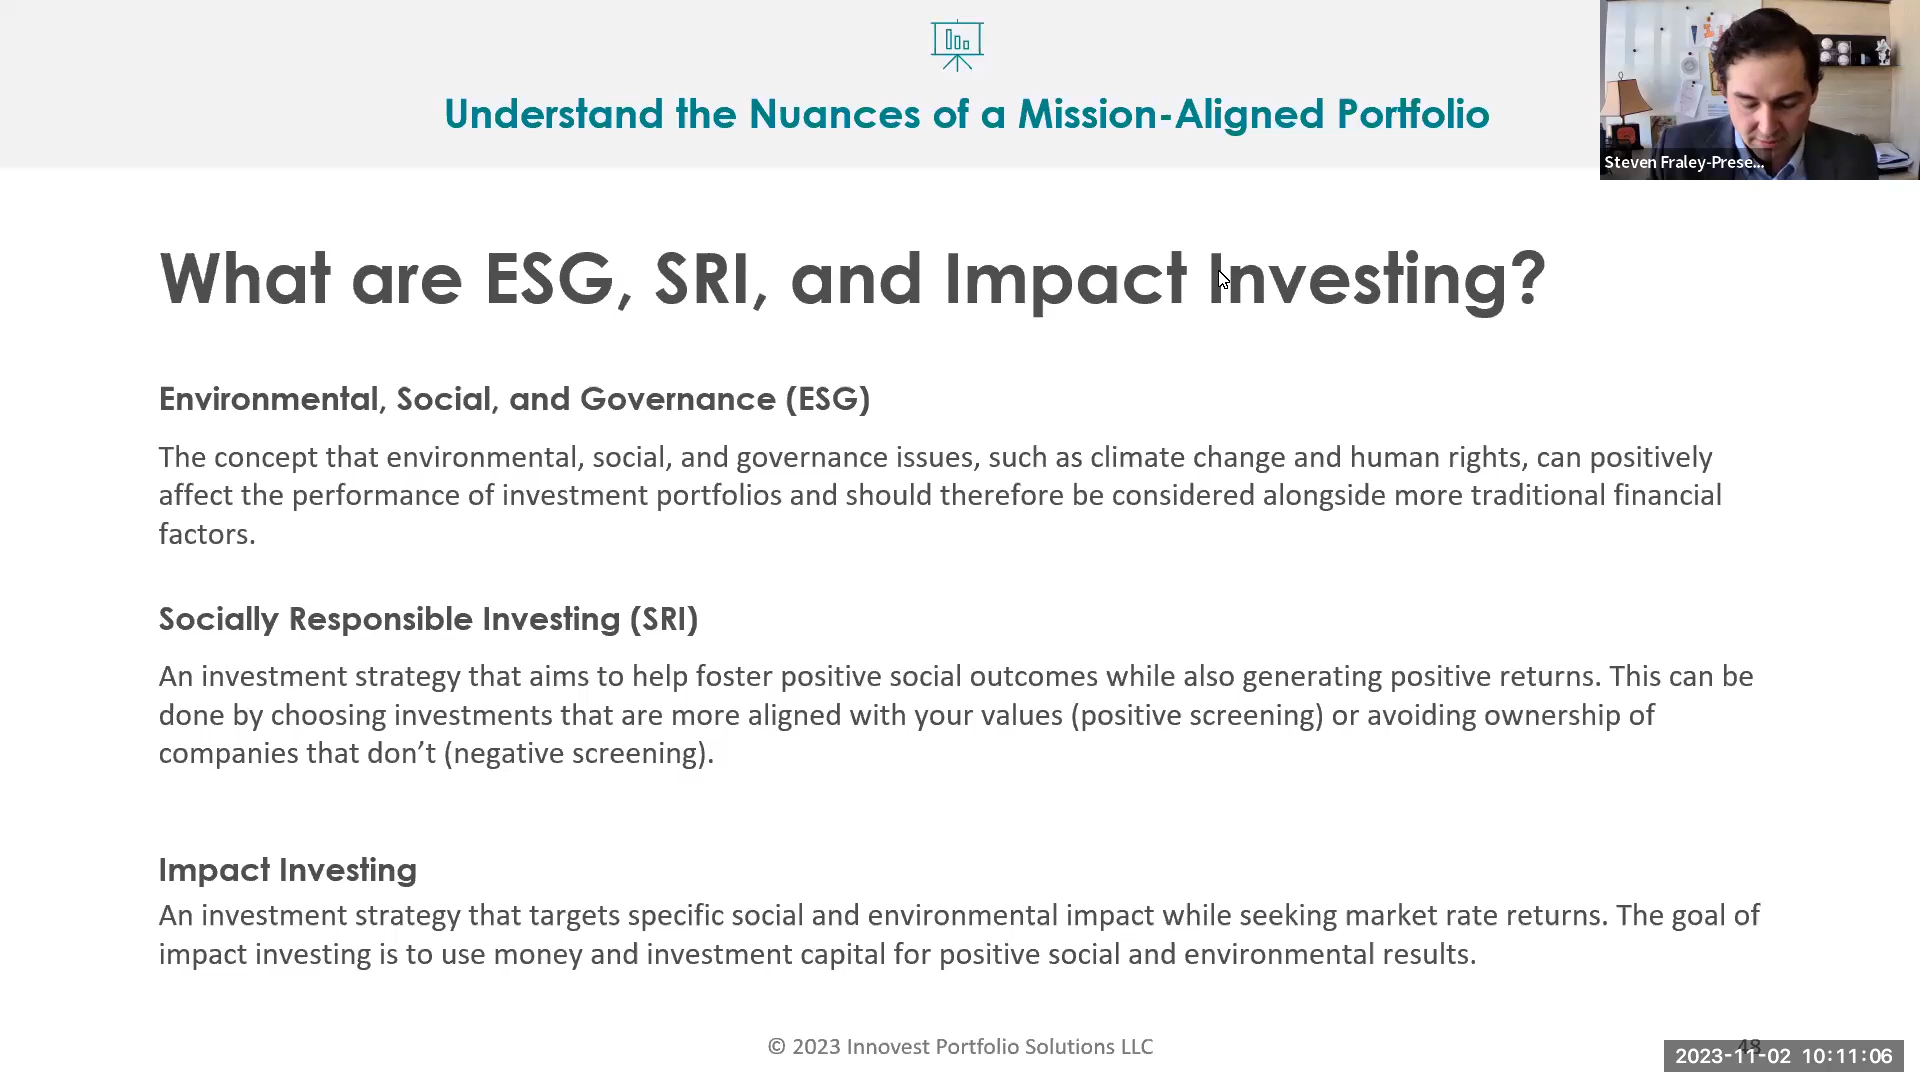 Understand the Nuances of a Mission-Aligned Portfolio
Steven Fraley-Prese...
What are ESG, SRI, and Impact Investing?
Environmental, Social, and Governance (ESG)
The concept that environmental, social, and governance issues, such as climate change and human rights, can positively
affect the performance of investment portfolios and should therefore be considered alongside more traditional financial
factors.
Socially Responsible Investing (SRI)
An investment strategy that aims to help foster positive social outcomes while also generating positive returns. This can be
done by choosing investments that are more aligned with your values (positive screening) or avoiding ownership of
companies that don’t (negative screening).
Impact Investing
An investment strategy that targets specific social and environmental impact while seeking market rate returns. The goal of
impact investing is to use money and investment capital for positive social and environmental results.
© 2023 Innovest Portfolio Solutions LLC
48
2023-11-02 10:11:06